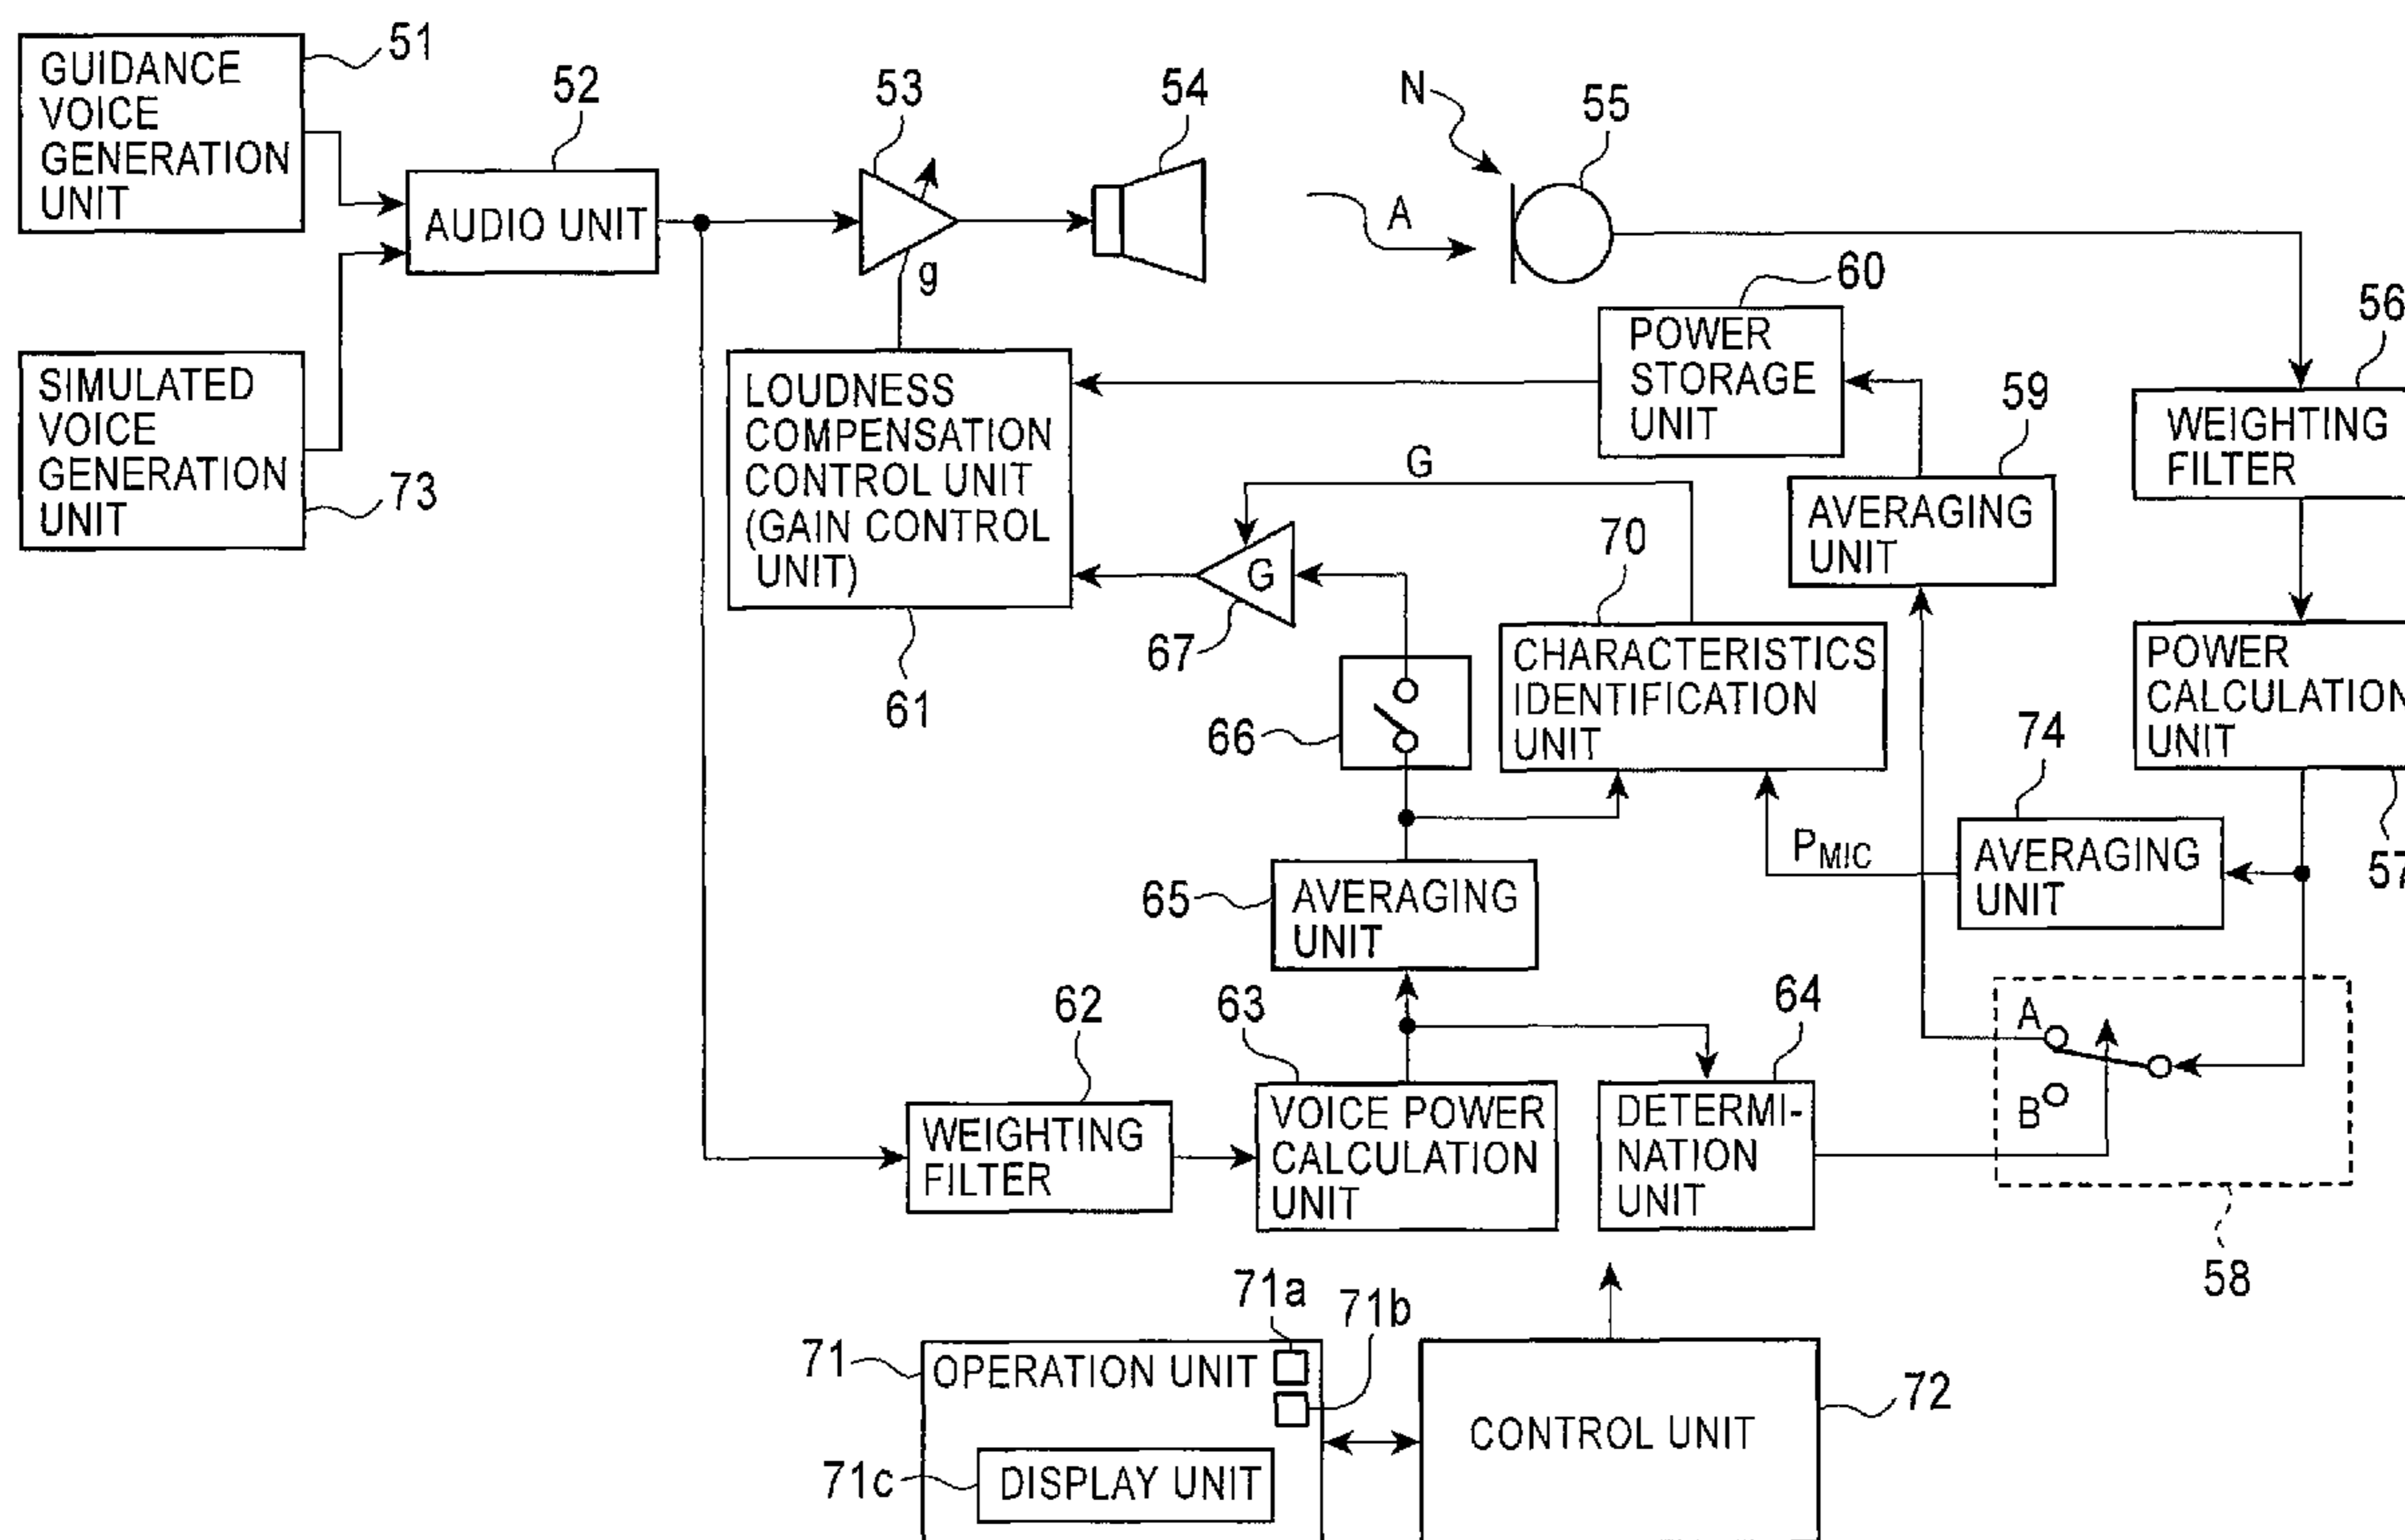 51
GUIDANCE
VOICE
GENERATION
UNIT
52
AUDIO UNIT
53
g
54
N
A
55
60
POWER
STORAGE
UNIT
56
WEIGHTING
FILTER
SIMULATED
VOICE
GENERATION
UNIT
73
LOUDNESS
COMPENSATION
CONTROL UNIT
(GAIN CONTROL
UNIT)
61
G
G
67
59
AVERAGING
UNIT
70
CHARACTERISTICS
IDENTIFICATION
UNIT
66
POWER
CALCULATION
UNIT
57
74
AVERAGING
UNIT
PMIC
65
AVERAGING
UNIT
62
WEIGHTING
FILTER
63
VOICE POWER
CALCULATION
UNIT
64
DETERMI-
NATION
UNIT
A
B
58
71
OPERATION UNIT
71a
71b
71c
DISPLAY UNIT
CONTROL UNIT
72